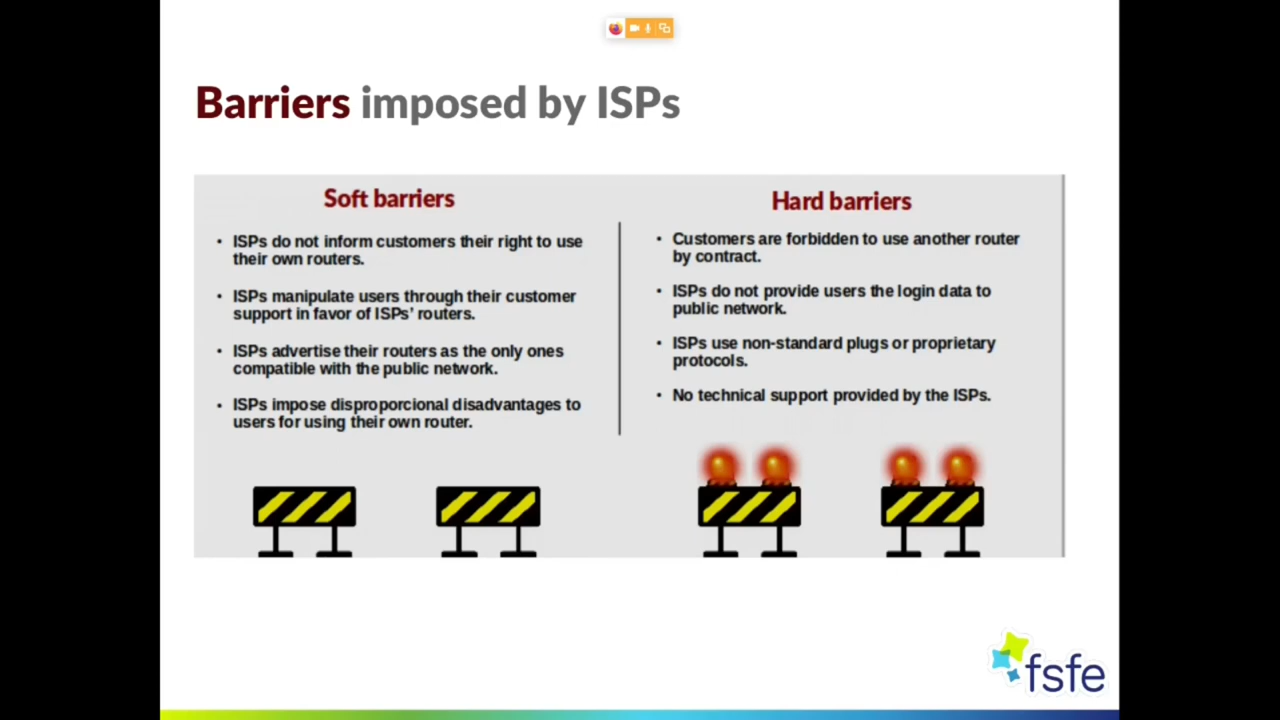 Barriers imposed by ISPs
Soft barriers
• ISPs do not inform customers their right to use
their own routers.
• ISPs manipulate users through their customer
support in favor of ISPs' routers.
• ISPs advertise their routers as the only ones
compatible with the public network.
• ISPs impose disproporcional disadvantages to
users for using their own router.
Hard barriers
• Customers are forbidden to use another router
by contract.
• ISPs do not provide users the login data to
public network.
• ISPs use non-standard plugs or proprietary
protocols.
• No technical support provided by the ISPs.
fsfe